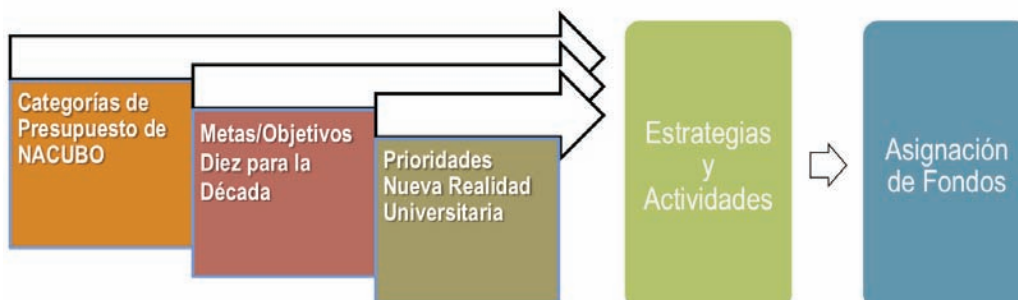 Categorías de
Presupuesto de
NACUBO
Metas/Objetivos
Diez para la
Década
Prioridades
Nueva Realidad
Universitaria
Estrategias
y
Actividades
Asignación
de Fondos